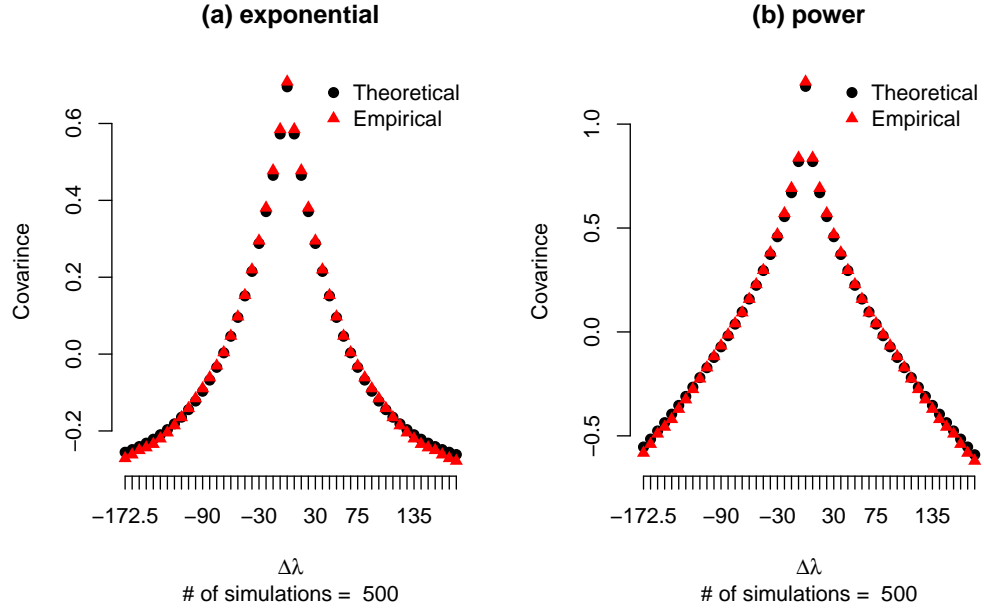 (a) exponential
Theoretical
Empirical
Covarince
0.6
0.4
0.2
0.0
−0.2
−172.5 −90 −30 30 75 135
Δλ
# of simulations = 500
(b) power
Theoretical
Empirical
Covarince
1.0
0.5
0.0
−0.5
−172.5 −90 −30 30 75 135
Δλ
# of simulations = 500